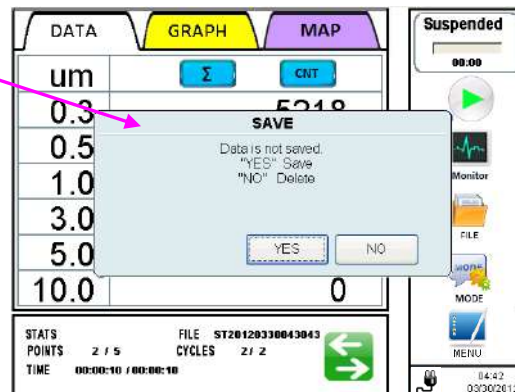 DATA GRAPH MAP
um Σ CNT
0.3 5218
0.5
1.0
3.0
5.0
10.0 0
SAVE
Data is not saved.
"YES" Save
"NO" Delete
YES NO
STATS FILE ST20120330043043
POINTS 2 / 5 CYCLES 2 / 2
TIME 00:00:10 / 00:00:10
Suspended
00:00
Monitor
FILE
MODE
MENU
04:42